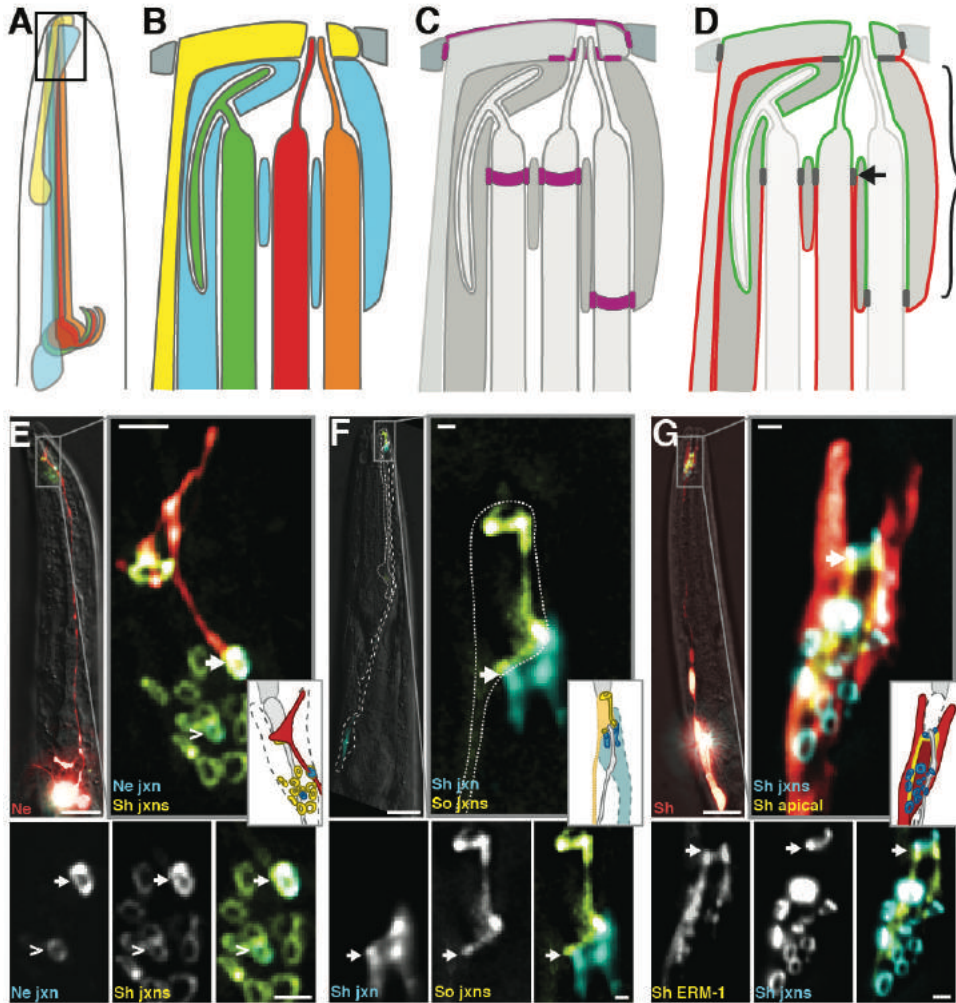 A
B
C
D
E
F
G
Ne
Ne jxn
Sh jxns
Sh jxn
So jxns
Sh
Sh jxns
Sh apical
Ne jxn
Sh jxns
Sh jxn
So jxns
Sh ERM-1
Sh jxns